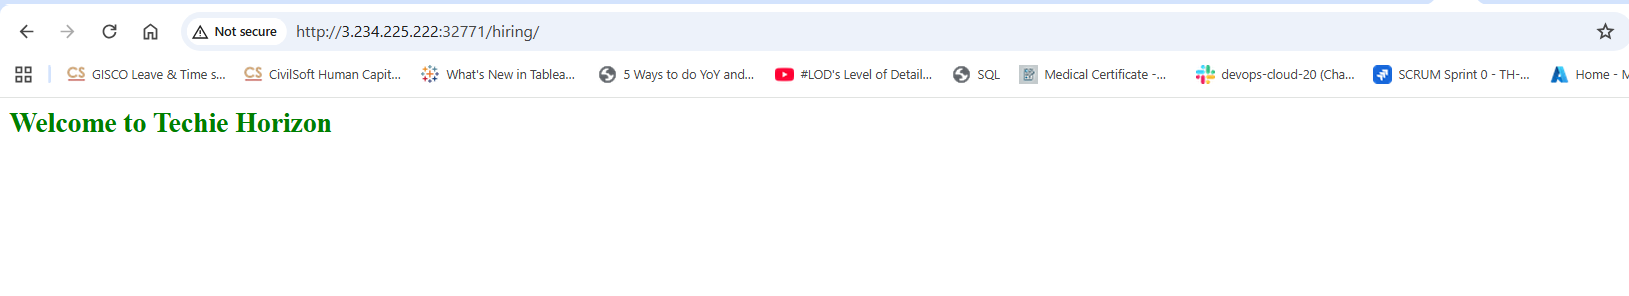 Not secure http://3.234.225.222:32771/hiring/
CS GISCO Leave & Time s... CS CivilSoft Human Capit... What's New in Tablea... 5 Ways to do YoY and... #LOD's Level of Detail... SQL Medical Certificate -... devops-cloud-20 (Cha... SCRUM Sprint 0 - TH-... Home - M
Welcome to Techie Horizon